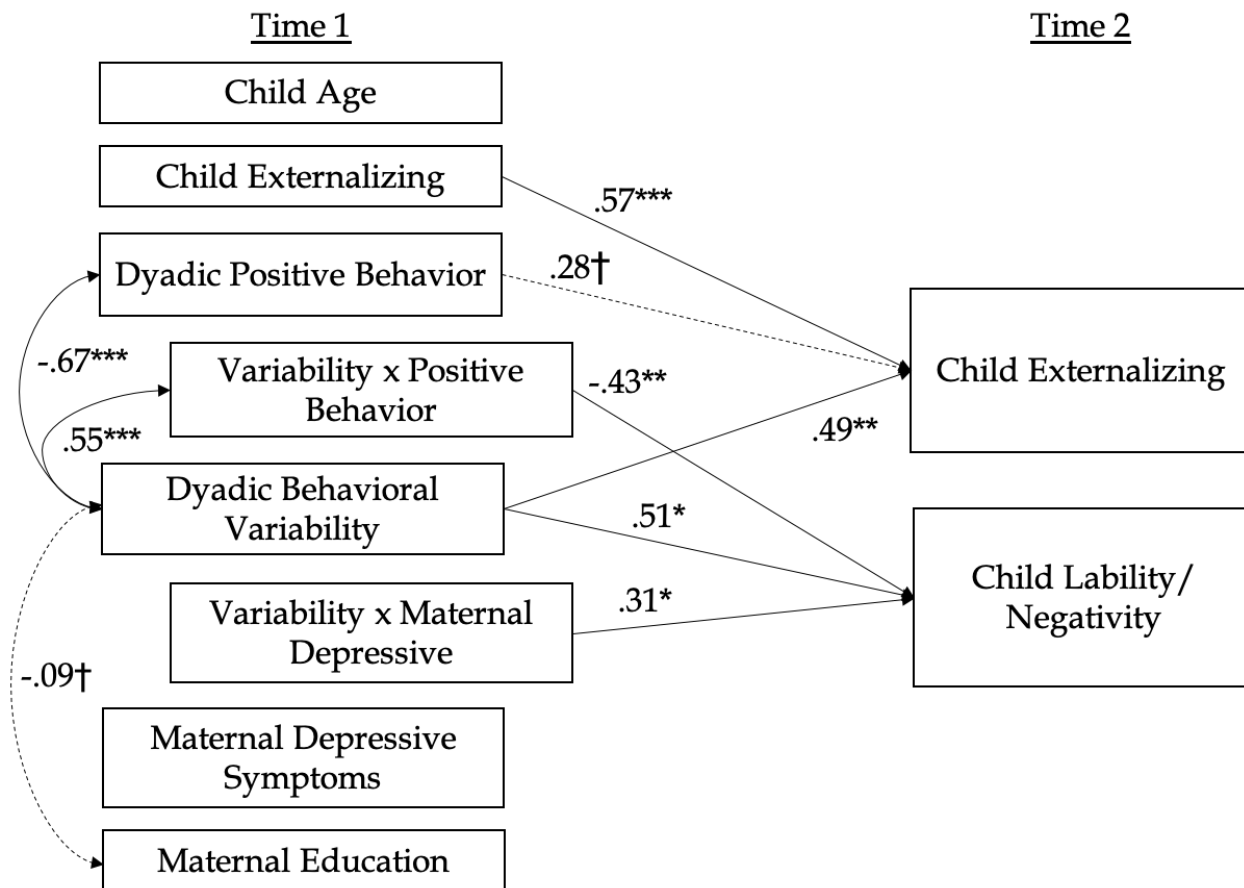 Time 1
Time 2
Child Age
Child Externalizing
.57***
Dyadic Positive Behavior
.28†
-.67***
Variability x Positive
Behavior
-.43**
Child Externalizing
.55***
.49**
Dyadic Behavioral
Variability
.51*
Child Lability/
Negativity
Variability x Maternal
Depressive
.31*
-.09†
Maternal Depressive
Symptoms
Maternal Education